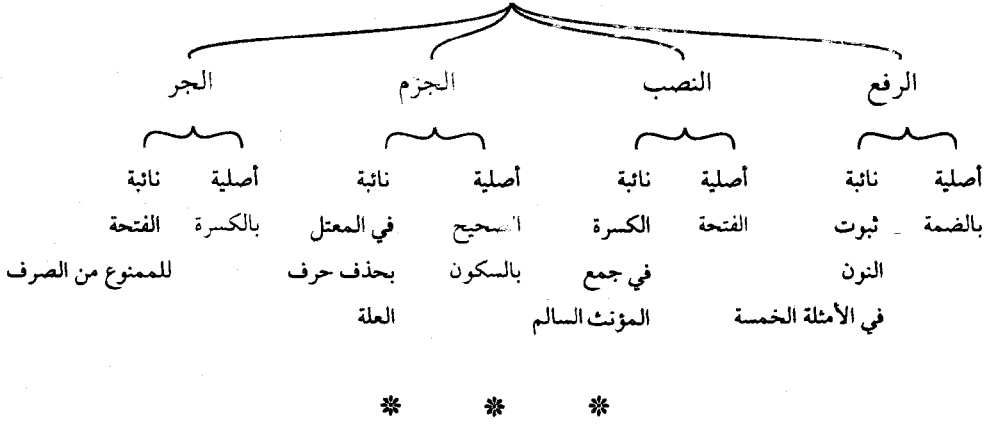 الرفع النصب الجزم الجر
أصلية نائبة أصلية نائبة أصلية نائبة أصلية نائبة
بالضمة ثبوت الفتحة الكسرة الصحيح في المعتل بالكسرة الفتحة
النون في جمع بالسكون بحذف حرف للممنوع من الصرف
في الأمثلة الخمسة المؤنث السالم العلة